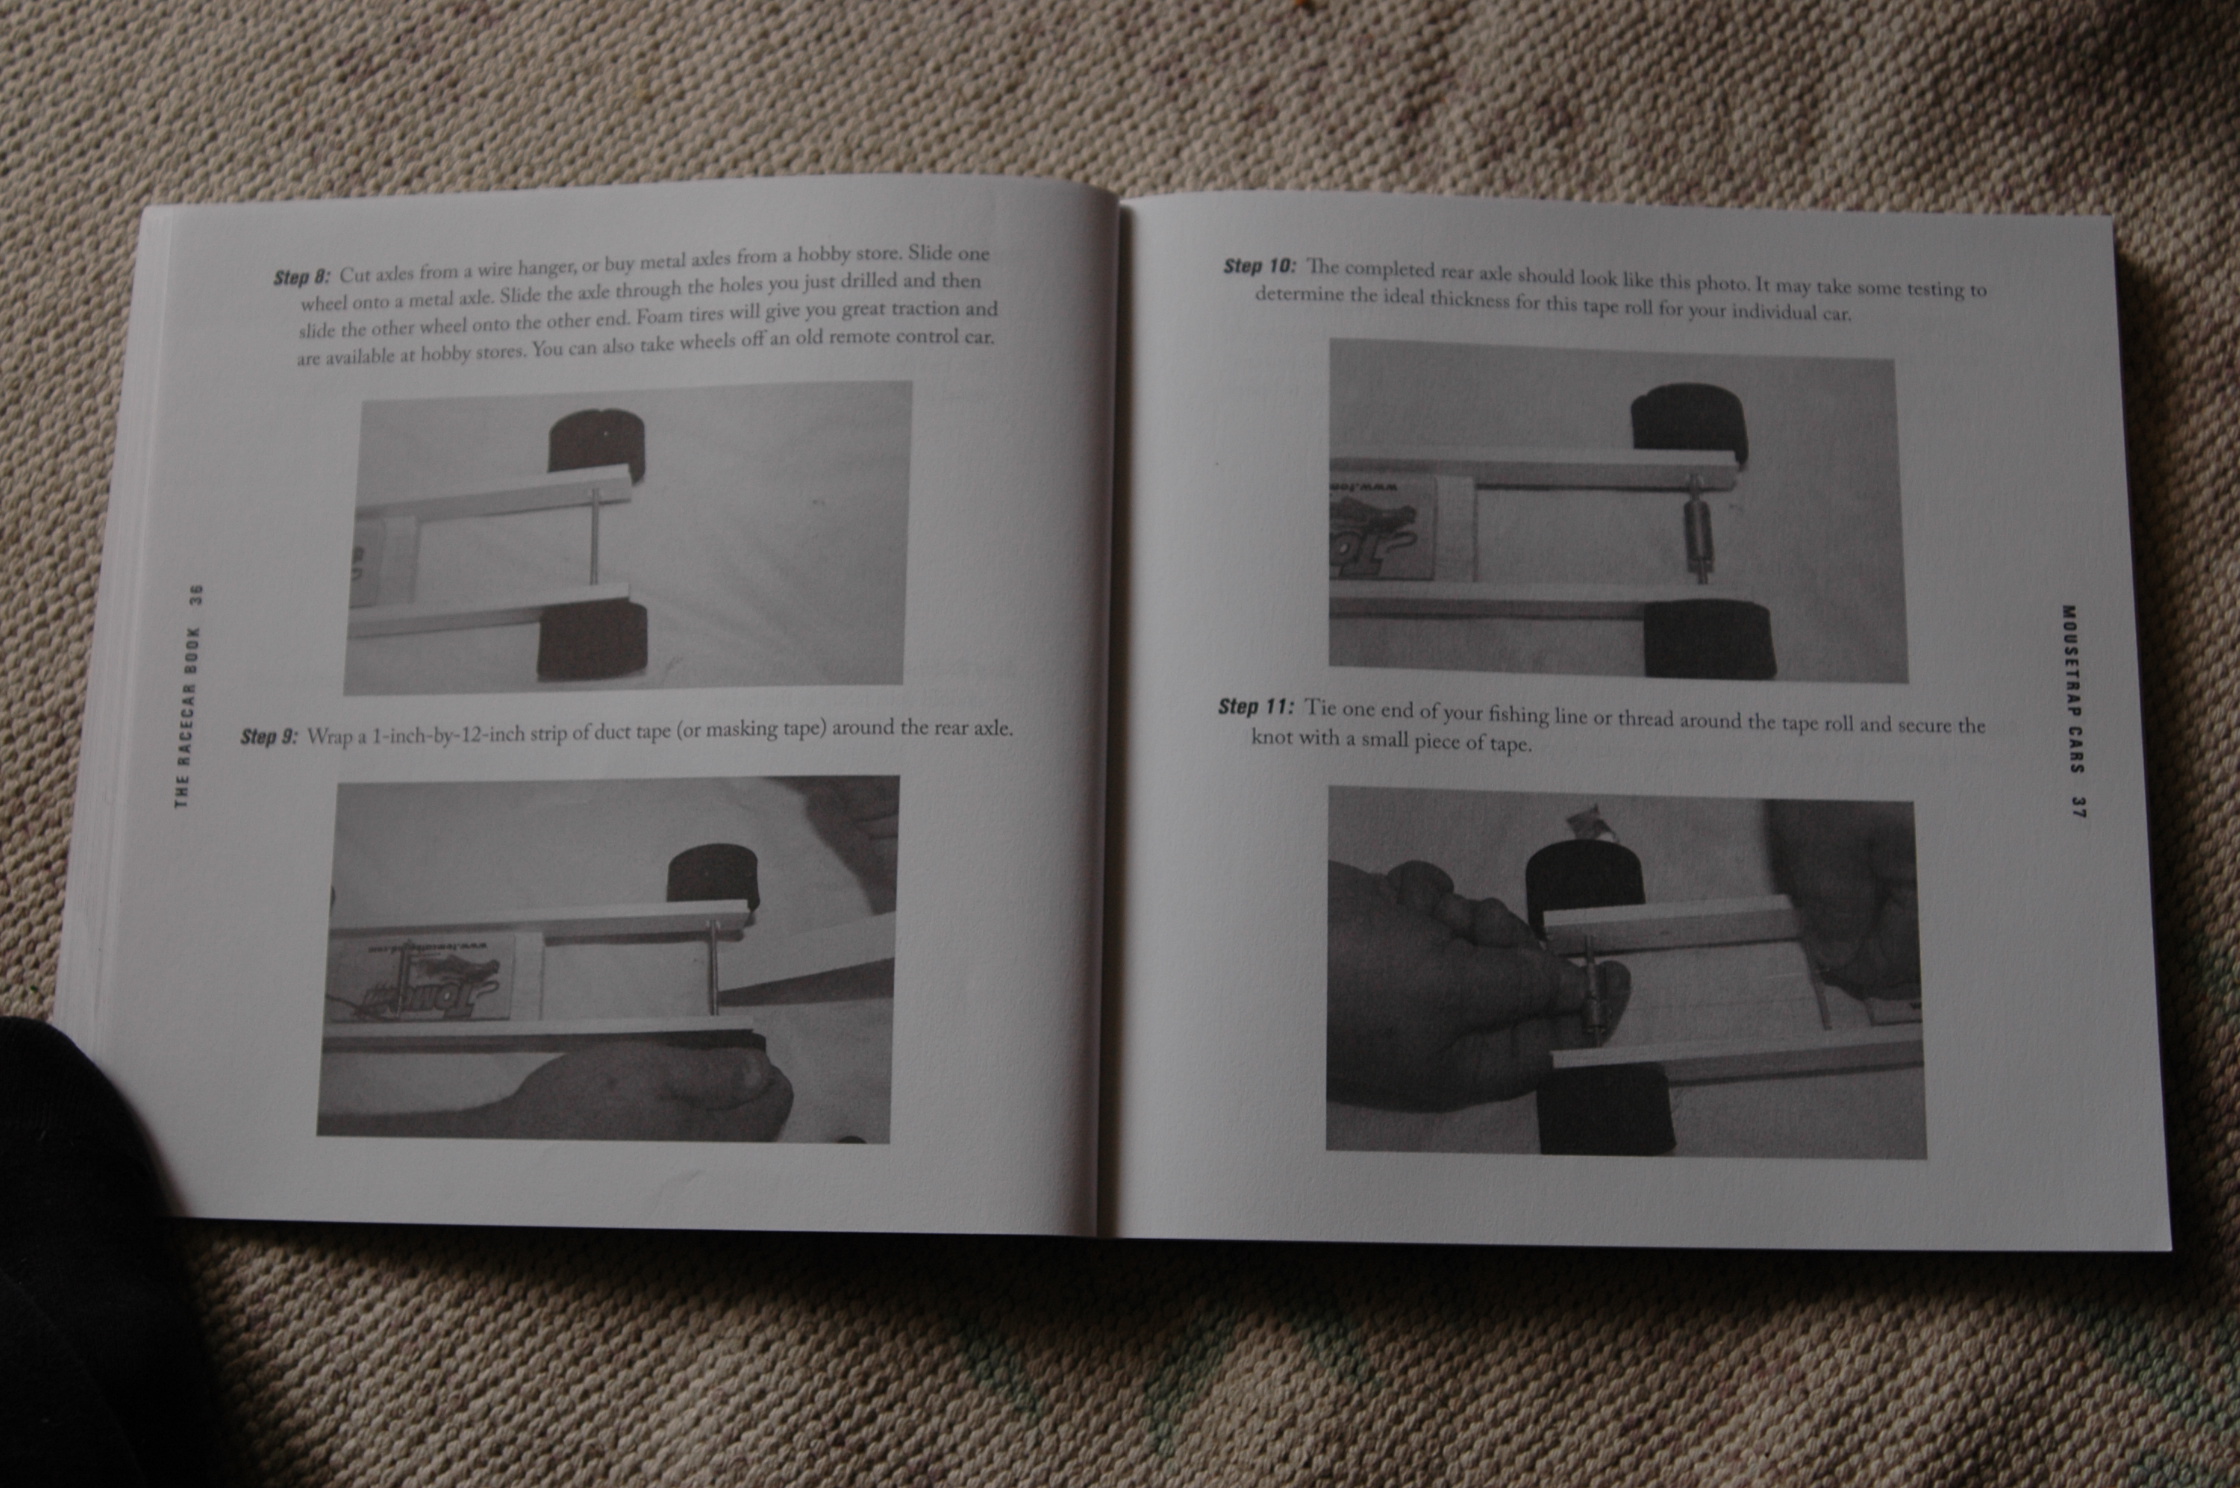 Step 8: Cut axles from a wire hanger, or buy metal axles from a hobby store. Slide one
wheel onto a metal axle. Slide the axle through the holes you just drilled and then
slide the other wheel onto the other end. Foam tires will give you great traction and
are available at hobby stores. You can also take wheels off an old remote control car.
Step 9: Wrap a 1-inch-by-12-inch strip of duct tape (or masking tape) around the rear axle.
THE RACECAR BOOK 36
Step 10: The completed rear axle should look like this photo. It may take some testing to
determine the ideal thickness for this tape roll for your individual car.
Step 11: Tie one end of your fishing line or thread around the tape roll and secure the
knot with a small piece of tape.
MOUSETRAP CARS 37